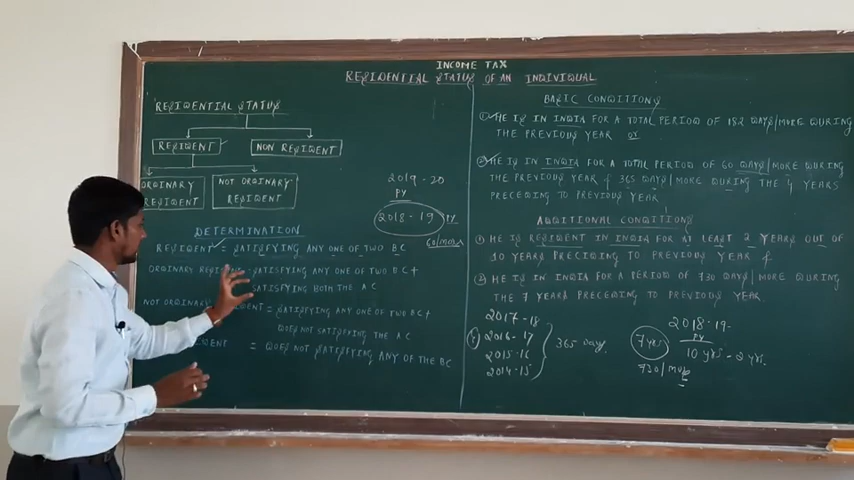 INCOME TAX
RESIDENTIAL STATUS OF AN INDIVIDUAL
RESIDENTIAL STATUS
RESIDENT
NON RESIDENT
ORDINARY
RESIDENT
NOT ORDINARY
RESIDENT
2019-20
PY
2018-19 PY
60/more
DETERMINATION
RESIDENT = SATISFYING ANY ONE OF TWO BC
ORDINARY RESIDENT = SATISFYING ANY ONE OF TWO BC +
SATISFYING BOTH THE AC
NOT ORDINARY RESIDENT = SATISFYING ANY ONE OF TWO BC +
DOES NOT SATISFYING THE AC
= DOES NOT SATISFYING ANY OF THE BC
BASIC CONDITIONS
① HE IS IN INDIA FOR A TOTAL PERIOD OF 182 DAYS/MORE DURING
THE PREVIOUS YEAR OR
② HE IS IN INDIA FOR A TOTAL PERIOD OF 60 DAYS/MORE DURING
THE PREVIOUS YEAR & 365 DAYS/MORE DURING THE 4 YEARS
PRECEDING TO PREVIOUS YEAR
ADDITIONAL CONDITIONS
① HE IS RESIDENT IN INDIA FOR AT LEAST 2 YEARS OUT OF
10 YEARS PRECEDING TO PREVIOUS YEAR &
② HE IS IN INDIA FOR A PERIOD OF 730 DAYS/MORE DURING
THE 7 YEARS PRECEDING TO PREVIOUS YEAR.
2017-18
2016-17
2015-16
2014-15
365 days.
2018-19-
PY
7 yrs
10 yrs - 2 yrs.
730/more